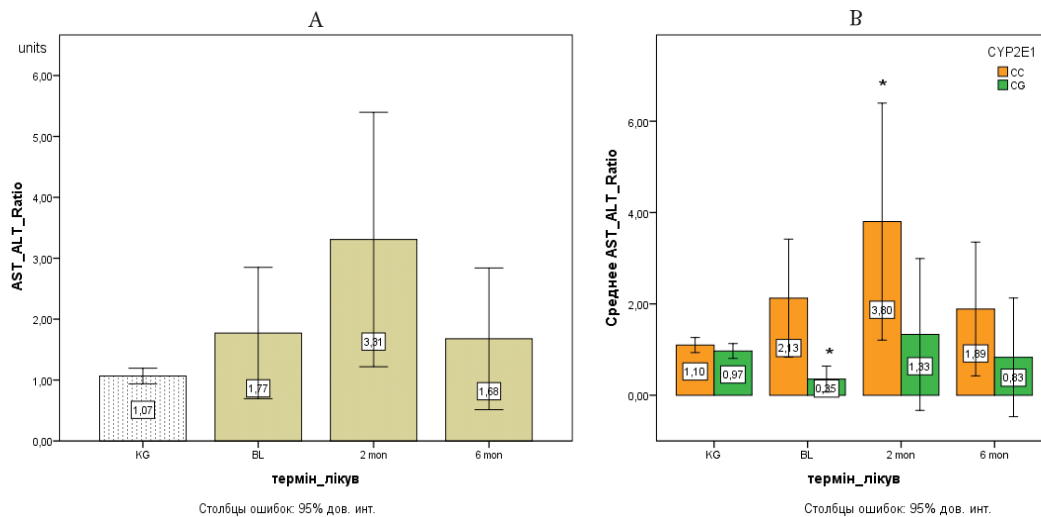 A
units
6,00
5,00
4,00
3,00
2,00
1,00
0,00
AST_ALT_Ratio
1,07
1,77
3,31
1,68
KG BL 2 mon 6 mon
термін_лікув
Столбцы ошибок: 95% дов. инт.
B
CYP2E1
CC
CG
6,00
4,00
2,00
0,00
Среднее AST_ALT_Ratio
*
*
1,10
0,97
2,13
0,35
3,80
1,33
1,89
0,83
KG BL 2 mon 6 mon
термін_лікув
Столбцы ошибок: 95% дов. инт.